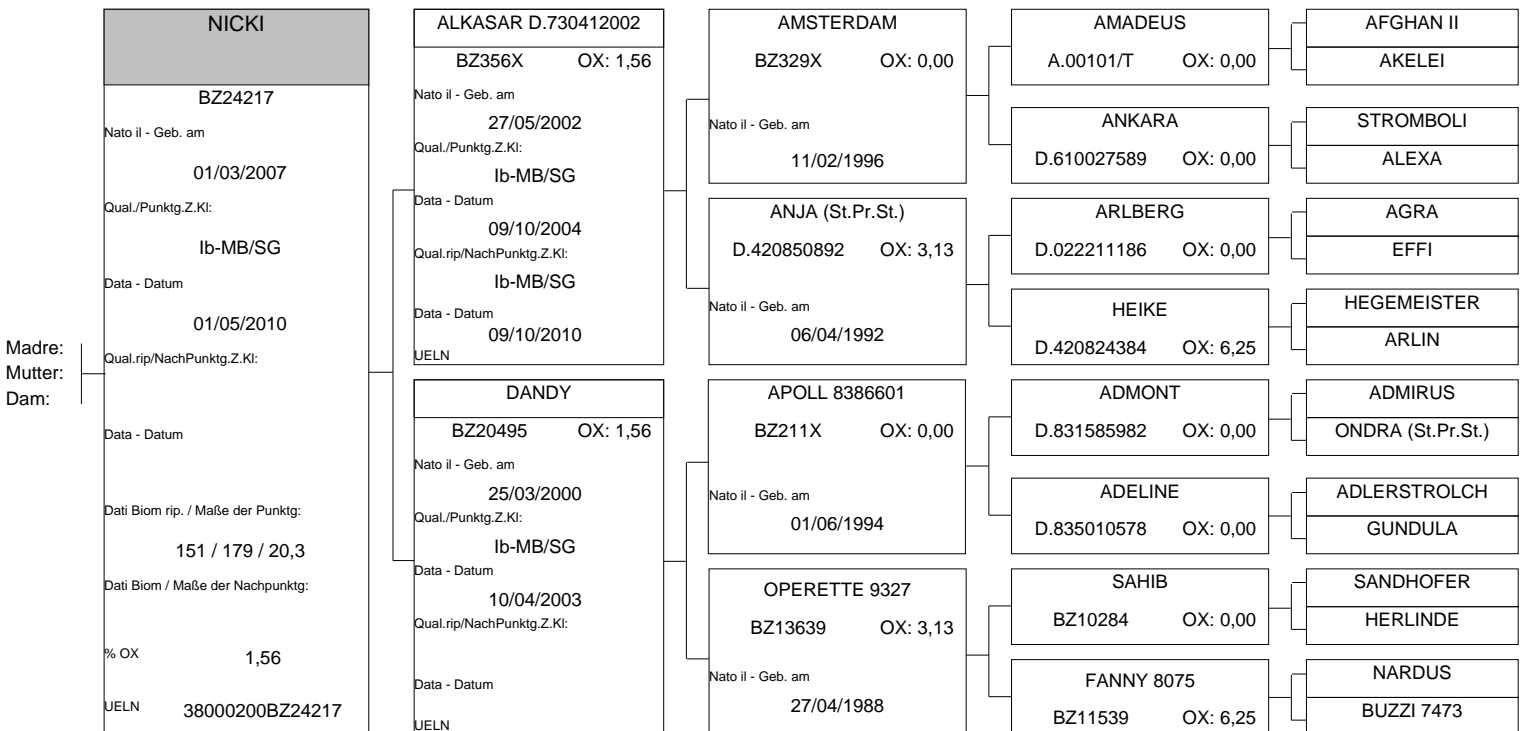 Madre:
Mutter:
Dam:
NICKI
BZ24217
Nato il - Geb. am
01/03/2007
Qual./Punktg.Z.Kl:
Ib-MB/SG
Data - Datum
01/05/2010
Qual.rip/NachPunktg.Z.Kl:
Data - Datum
Dati Biom rip. / Maße der Punktg:
151 / 179 / 20,3
Dati Biom / Maße der Nachpunktg:
% OX 1,56
UELN 38000200BZ24217
ALKASAR D.730412002
BZ356X OX: 1,56
Nato il - Geb. am
27/05/2002
Qual./Punktg.Z.Kl:
Ib-MB/SG
Data - Datum
09/10/2004
Qual.rip/NachPunktg.Z.Kl:
Ib-MB/SG
Data - Datum
09/10/2010
UELN
DANDY
BZ20495 OX: 1,56
Nato il - Geb. am
25/03/2000
Qual./Punktg.Z.Kl:
Ib-MB/SG
Data - Datum
10/04/2003
Qual.rip/NachPunktg.Z.Kl:
Data - Datum
UELN
AMSTERDAM
BZ329X OX: 0,00
Nato il - Geb. am
11/02/1996
ANJA (St.Pr.St.)
D.420850892 OX: 3,13
Nato il - Geb. am
06/04/1992
APOLL 8386601
BZ211X OX: 0,00
Nato il - Geb. am
01/06/1994
OPERETTE 9327
BZ13639 OX: 3,13
Nato il - Geb. am
27/04/1988
AMADEUS
A.00101/T OX: 0,00
ANKARA
D.610027589 OX: 0,00
ARLBERG
D.022211186 OX: 0,00
HEIKE
D.420824384 OX: 6,25
ADMONT
D.831585982 OX: 0,00
ADELINE
D.835010578 OX: 0,00
SAHIB
BZ10284 OX: 0,00
FANNY 8075
BZ11539 OX: 6,25
AFGHAN II
AKELEI
STROMBOLI
ALEXA
AGRA
EFFI
HEGEMEISTER
ARLIN
ADMIRUS
ONDRA (St.Pr.St.)
ADLERSTROLCH
GUNDULA
SANDHOFER
HERLINDE
NARDUS
BUZZI 7473